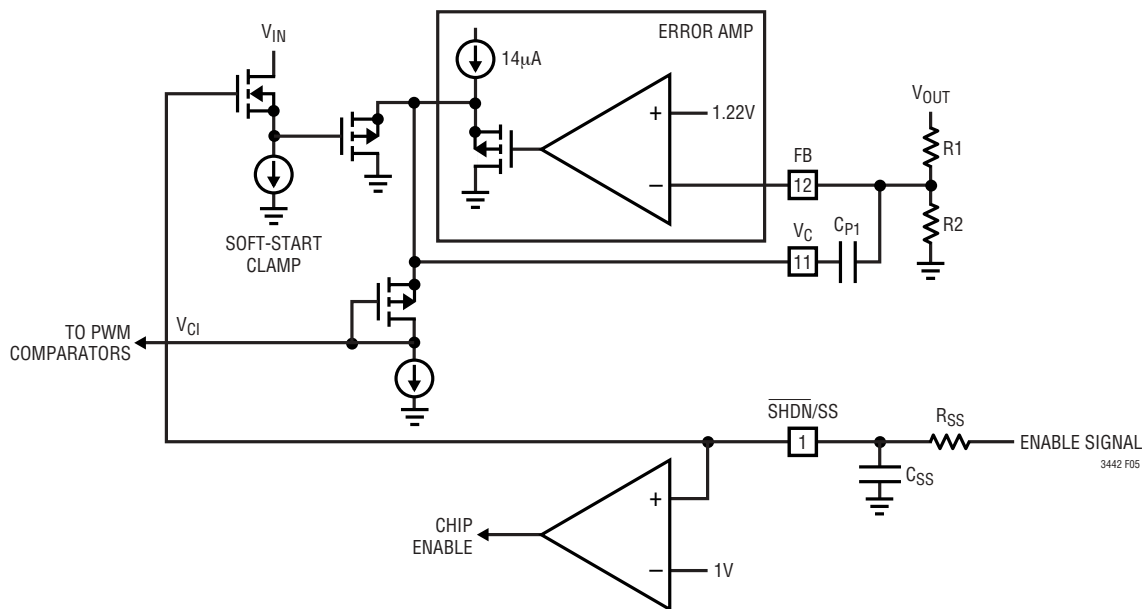 ERROR AMP
V_IN
14µA
1.22V
V_OUT
+
−
R1
FB
12
R2
V_C
C_P1
11
SOFT-START
CLAMP
V_CI
TO PWM
COMPARATORS
SHDN/SS
1
R_SS
ENABLE SIGNAL
3442 F05
C_SS
+
CHIP
ENABLE
−
1V